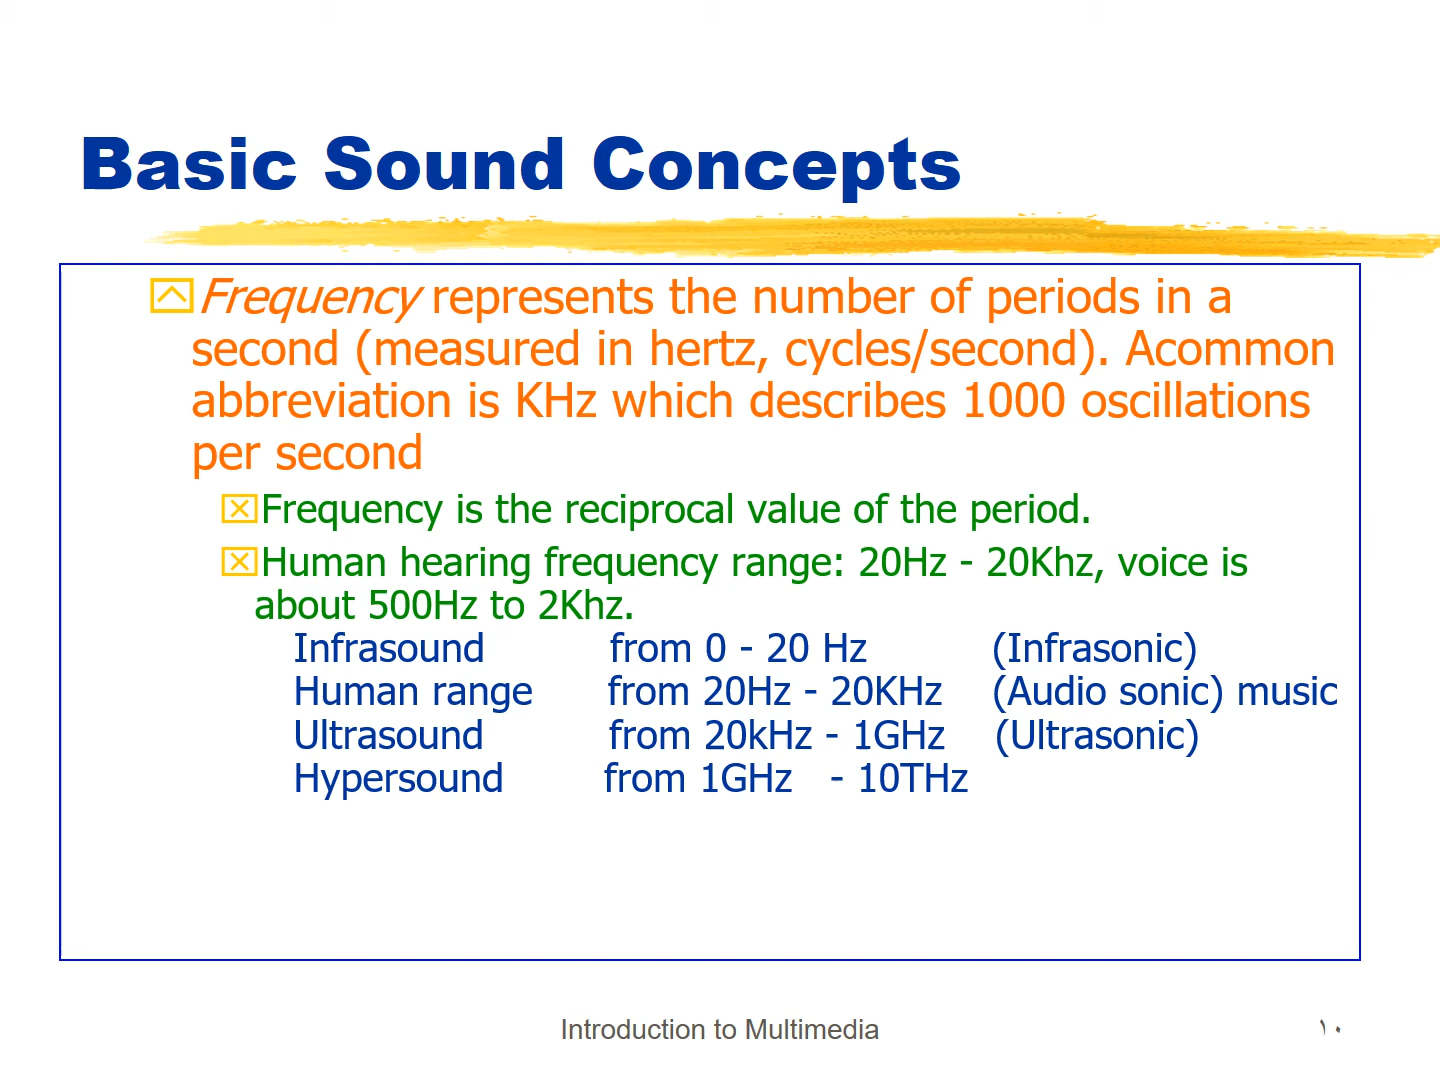 Basic Sound Concepts
Frequency represents the number of periods in a
second (measured in hertz, cycles/second). Acommon
abbreviation is KHz which describes 1000 oscillations
per second
Frequency is the reciprocal value of the period.
Human hearing frequency range: 20Hz - 20Khz, voice is
about 500Hz to 2Khz.
Infrasound from 0 - 20 Hz (Infrasonic)
Human range from 20Hz - 20KHz (Audio sonic) music
Ultrasound from 20kHz - 1GHz (Ultrasonic)
Hypersound from 1GHz - 10THz
Introduction to Multimedia ١٠